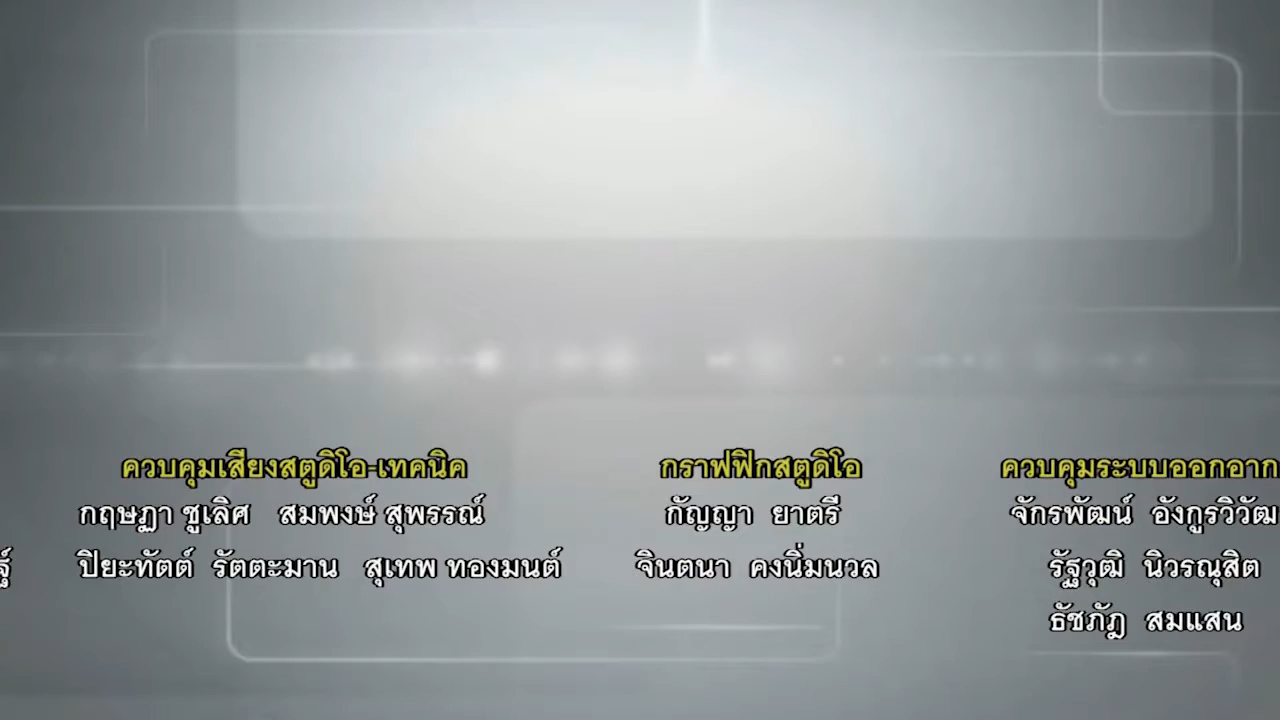 ควบคุมเสียงสตูดิโอ-เทคนิค
กฤษฏา ชูเลิศ สมพงษ์ สุพรรณ์
ปิยะทัตต์ รัตตะมาน สุเทพ ทองมนต์
กราฟฟิกสตูดิโอ
กัญญา ยาตรี
จินตนา คงนิ่มนวล
ควบคุมระบบออกอาก
จักรพัฒน์ อังกูรวิวัฒ
รัฐวุฒิ นิวรณุสิต
ธัชภัฎ สมแสน